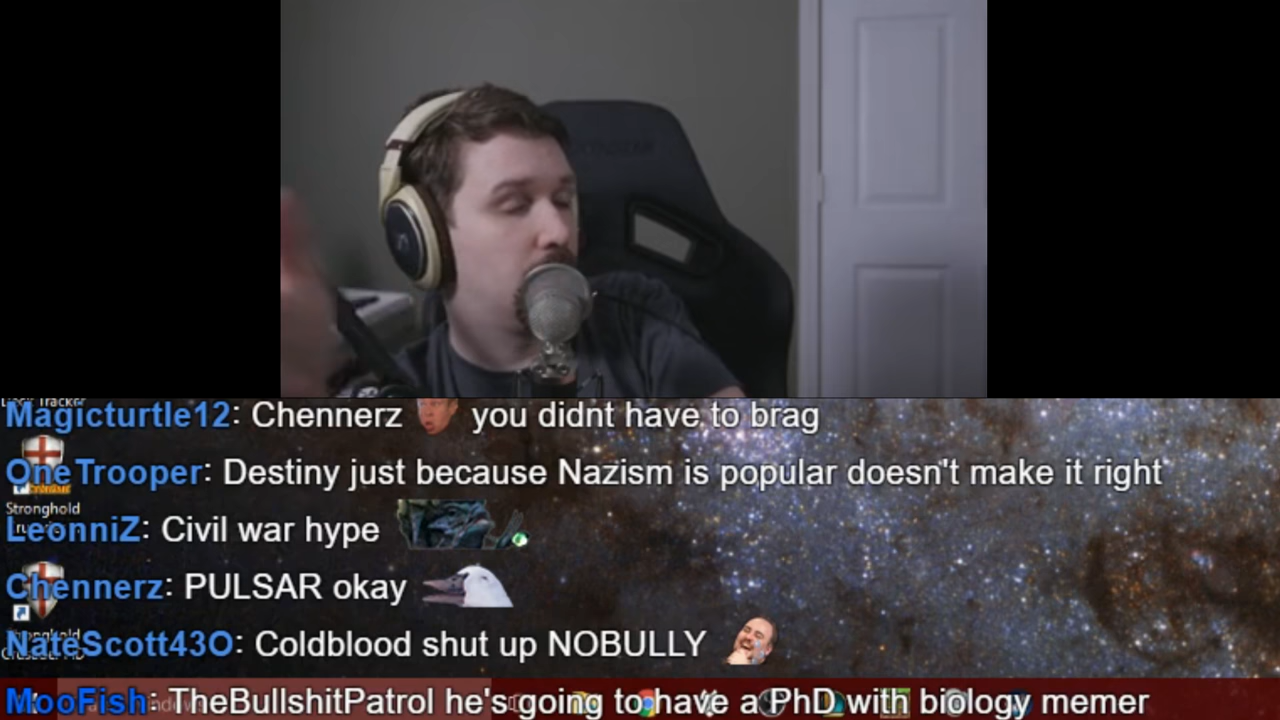 Magicturtle12: Chennerz you didnt have to brag
OneTrooper: Destiny just because Nazism is popular doesn't make it right
Stronghold
LeonniZ: Civil war hype
Chennerz: PULSAR okay
NateScott43O: Coldblood shut up NOBULLY
MooFish: TheBullshitPatrol he's going to have a PhD with biology memer